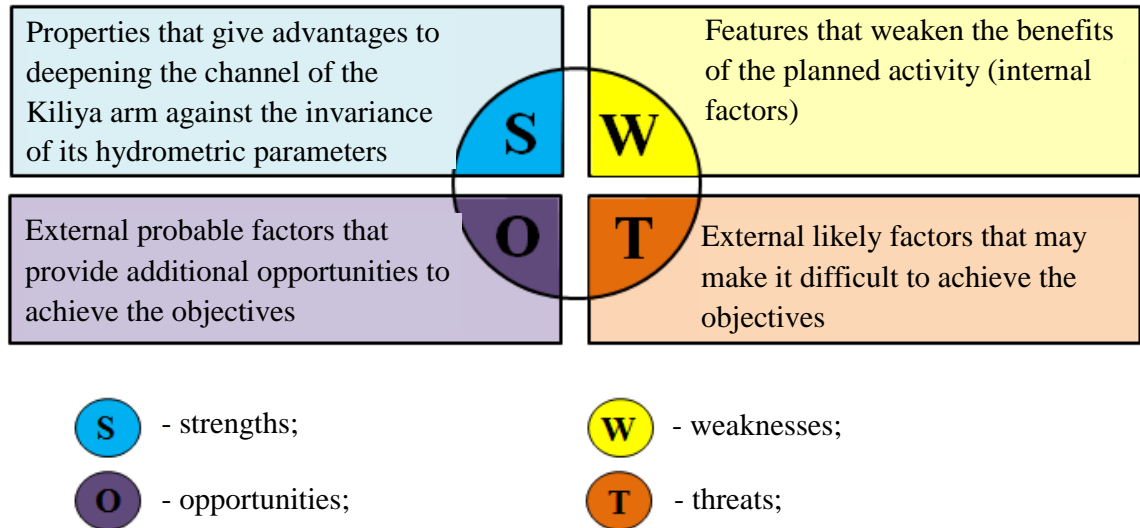 Properties that give advantages to
deepening the channel of the
Kiliya arm against the invariance
of its hydrometric parameters
S
Features that weaken the benefits
of the planned activity (internal
factors)
W
External probable factors that
provide additional opportunities to
achieve the objectives
O
External likely factors that may
make it difficult to achieve the
objectives
T
S - strengths;
W - weaknesses;
O - opportunities;
T - threats;